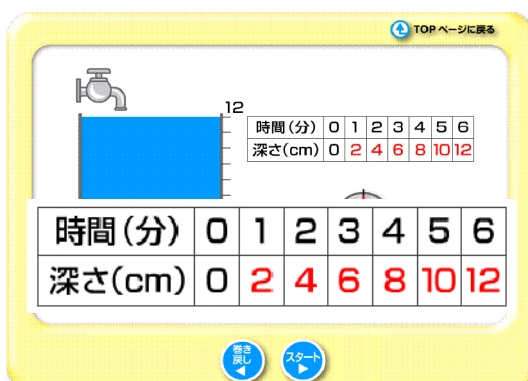 TOPページに戻る
12
時間(分) 0 1 2 3 4 5 6
深さ(cm) 0 2 4 6 8 10 12
時間(分) 0 1 2 3 4 5 6
深さ(cm) 0 2 4 6 8 10 12
巻き
戻し
スタート